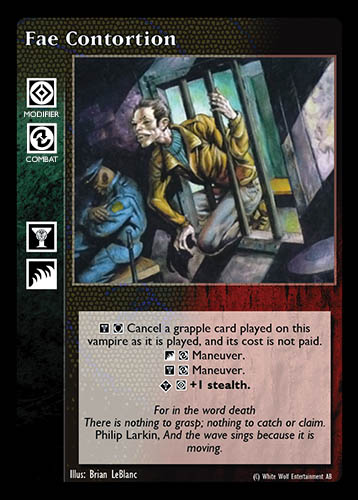 Fae Contortion
MODIFIER
COMBAT
Cancel a grapple card played on this
vampire as it is played, and its cost is not paid.
Maneuver.
Maneuver.
+1 stealth.
For in the word death
There is nothing to grasp; nothing to catch or claim.
Philip Larkin, And the wave sings because it is
moving.
Illus: Brian LeBlanc
(C) White Wolf Entertainment AB